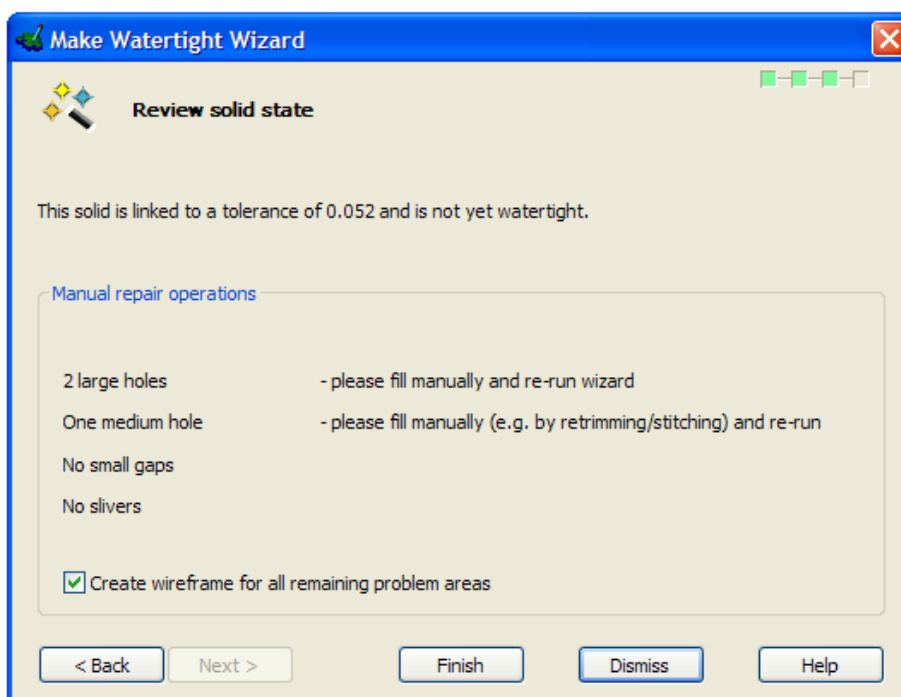 Make Watertight Wizard
Review solid state
This solid is linked to a tolerance of 0.052 and is not yet watertight.
Manual repair operations
2 large holes - please fill manually and re-run wizard
One medium hole - please fill manually (e.g. by retrimming/stitching) and re-run
No small gaps
No slivers
Create wireframe for all remaining problem areas
< Back Next > Finish Dismiss Help